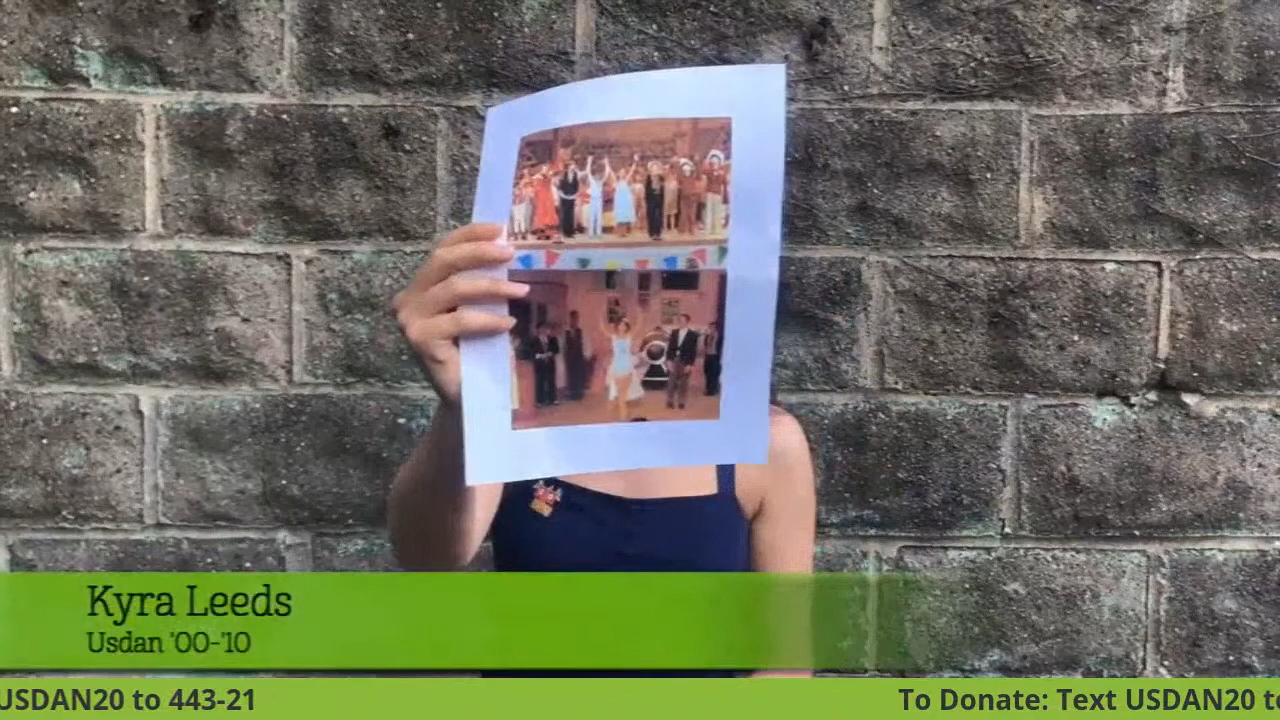 Kyra Leeds
Usdan '00-'10
USDAN20 to 443-21
To Donate: Text USDAN20 to